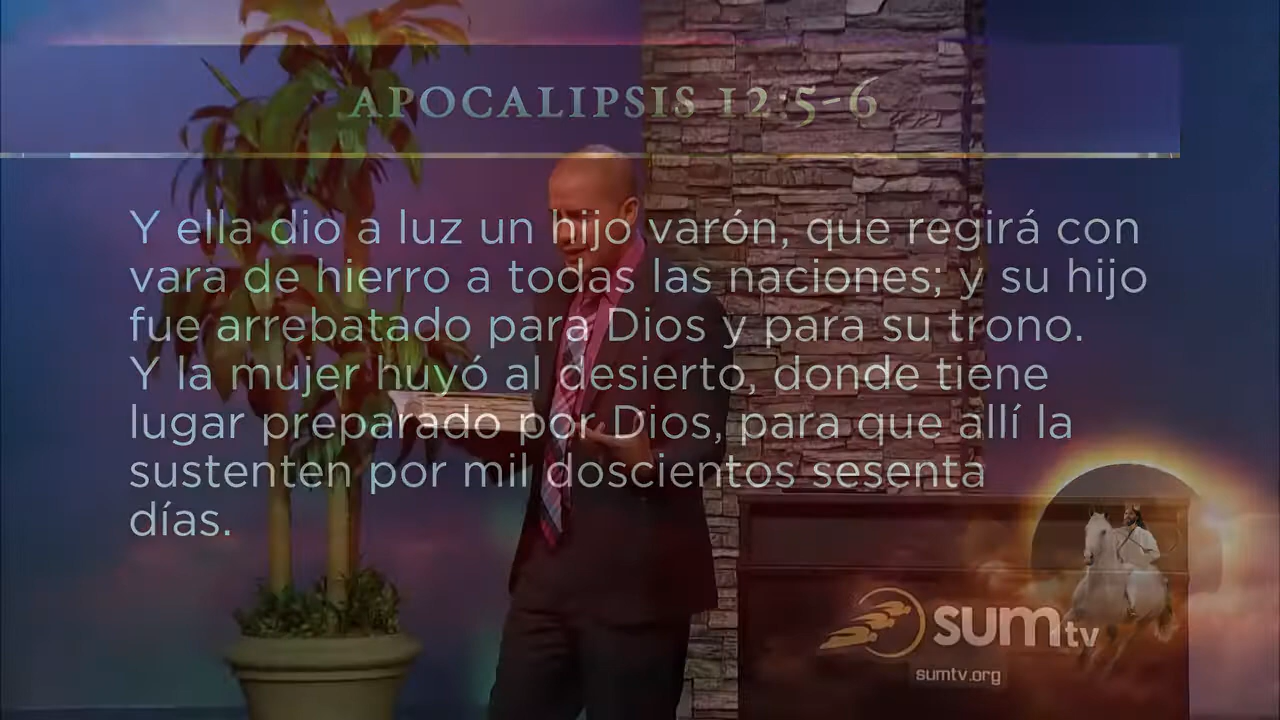 APOCALIPSIS 12:5-6
Y ella dio a luz un hijo varón, que regirá con
vara de hierro a todas las naciones; y su hijo
fue arrebatado para Dios y para su trono.
Y la mujer huyó al desierto, donde tiene
lugar preparado por Dios, para que allí la
sustenten por mil doscientos sesenta
días.
sumtv
sumtv.org